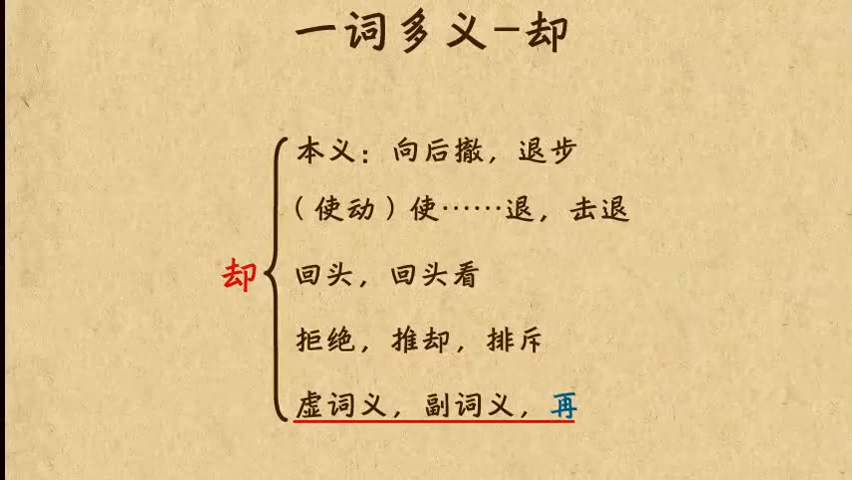 一词多义-却
本义：向后撤，退步
（使动）使……退，击退
却
回头，回头看
拒绝，推却，排斥
虚词义，副词义，再